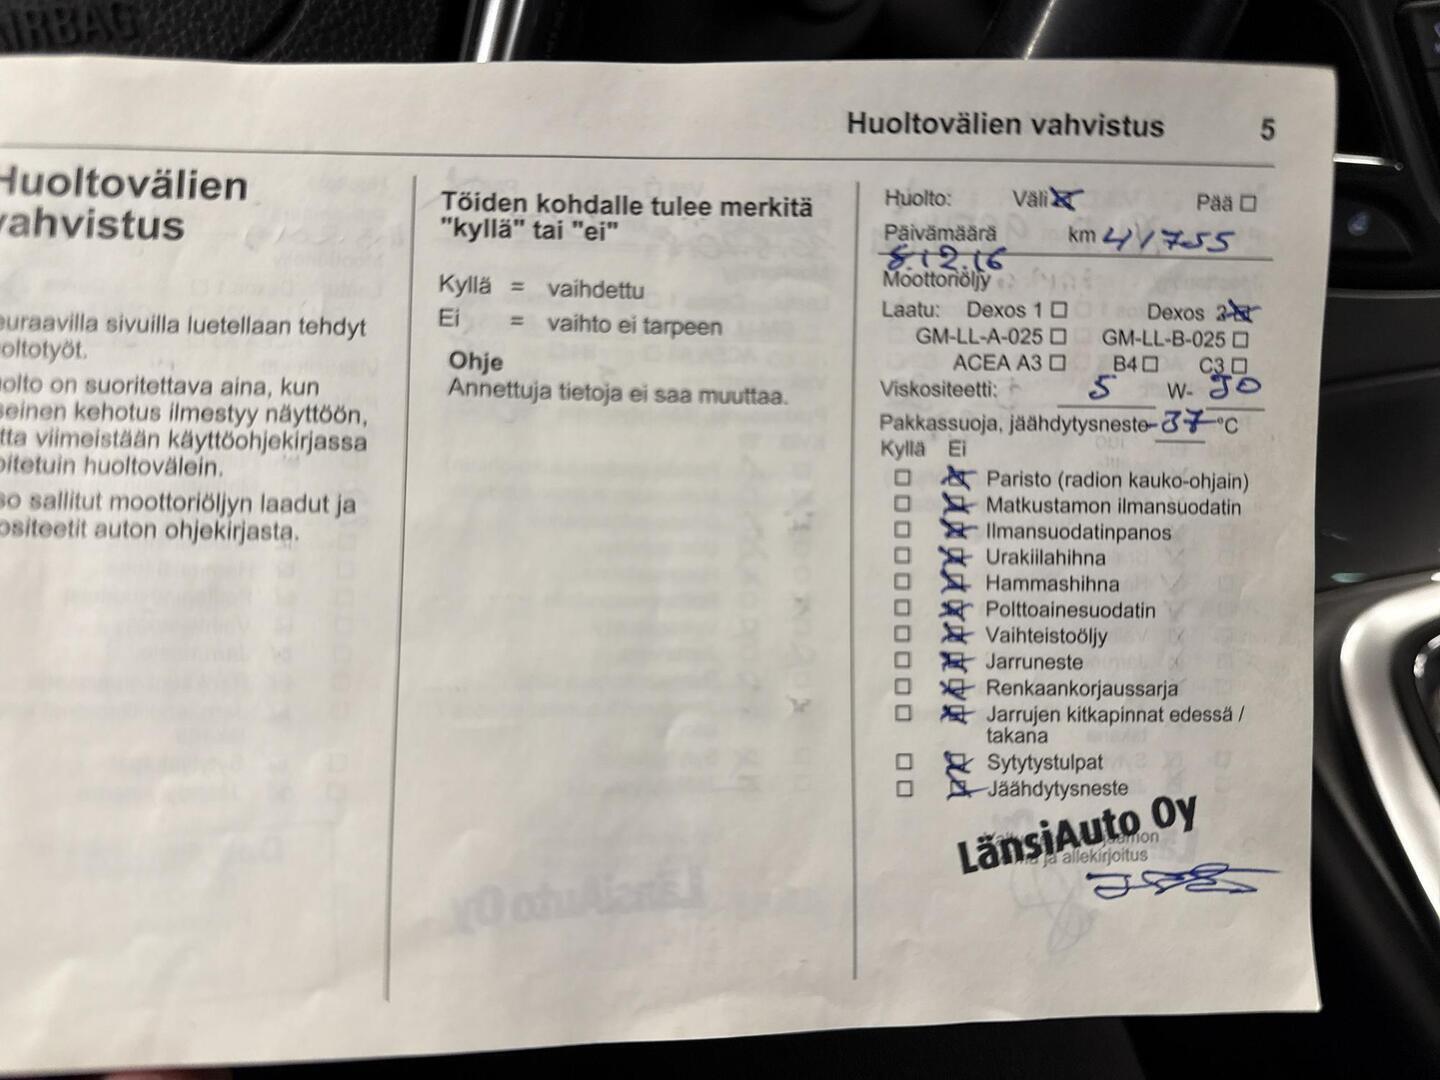 AIRBAG
Huoltovälien vahvistus 5
Huoltovälien
vahvistus
euraavilla sivuilla luetellaan tehdyt
oltotyöt.
olto on suoritettava aina, kun
seinen kehotus ilmestyy näyttöön,
tta viimeistään käyttöohjekirjassa
oitetuin huoltovälein.
so sallitut moottoriöljyn laadut ja
ositeetit auton ohjekirjasta.
Töiden kohdalle tulee merkitä
"kyllä" tai "ei"
Kyllä = vaihdettu
Ei = vaihto ei tarpeen
Ohje
Annettuja tietoja ei saa muuttaa.
Huolto: Väli Pää
Päivämäärä km 41755
8.12.16
Moottoriöljy
Laatu: Dexos 1 Dexos 2
GM-LL-A-025 GM-LL-B-025
ACEA A3 B4 C3
Viskositeetti: 5 W- 30
Pakkassuoja, jäähdytysneste -37 °C
Kyllä Ei
Paristo (radion kauko-ohjain)
Matkustamon ilmansuodatin
Ilmansuodatinpanos
Urakiilahihna
Hammashihna
Polttoainesuodatin
Vaihteistoöljy
Jarruneste
Renkaankorjaussarja
Jarrujen kitkapinnat edessä /
takana
Sytytystulpat
Jäähdytysneste
LänsiAuto Oy
ja allekirjoitus